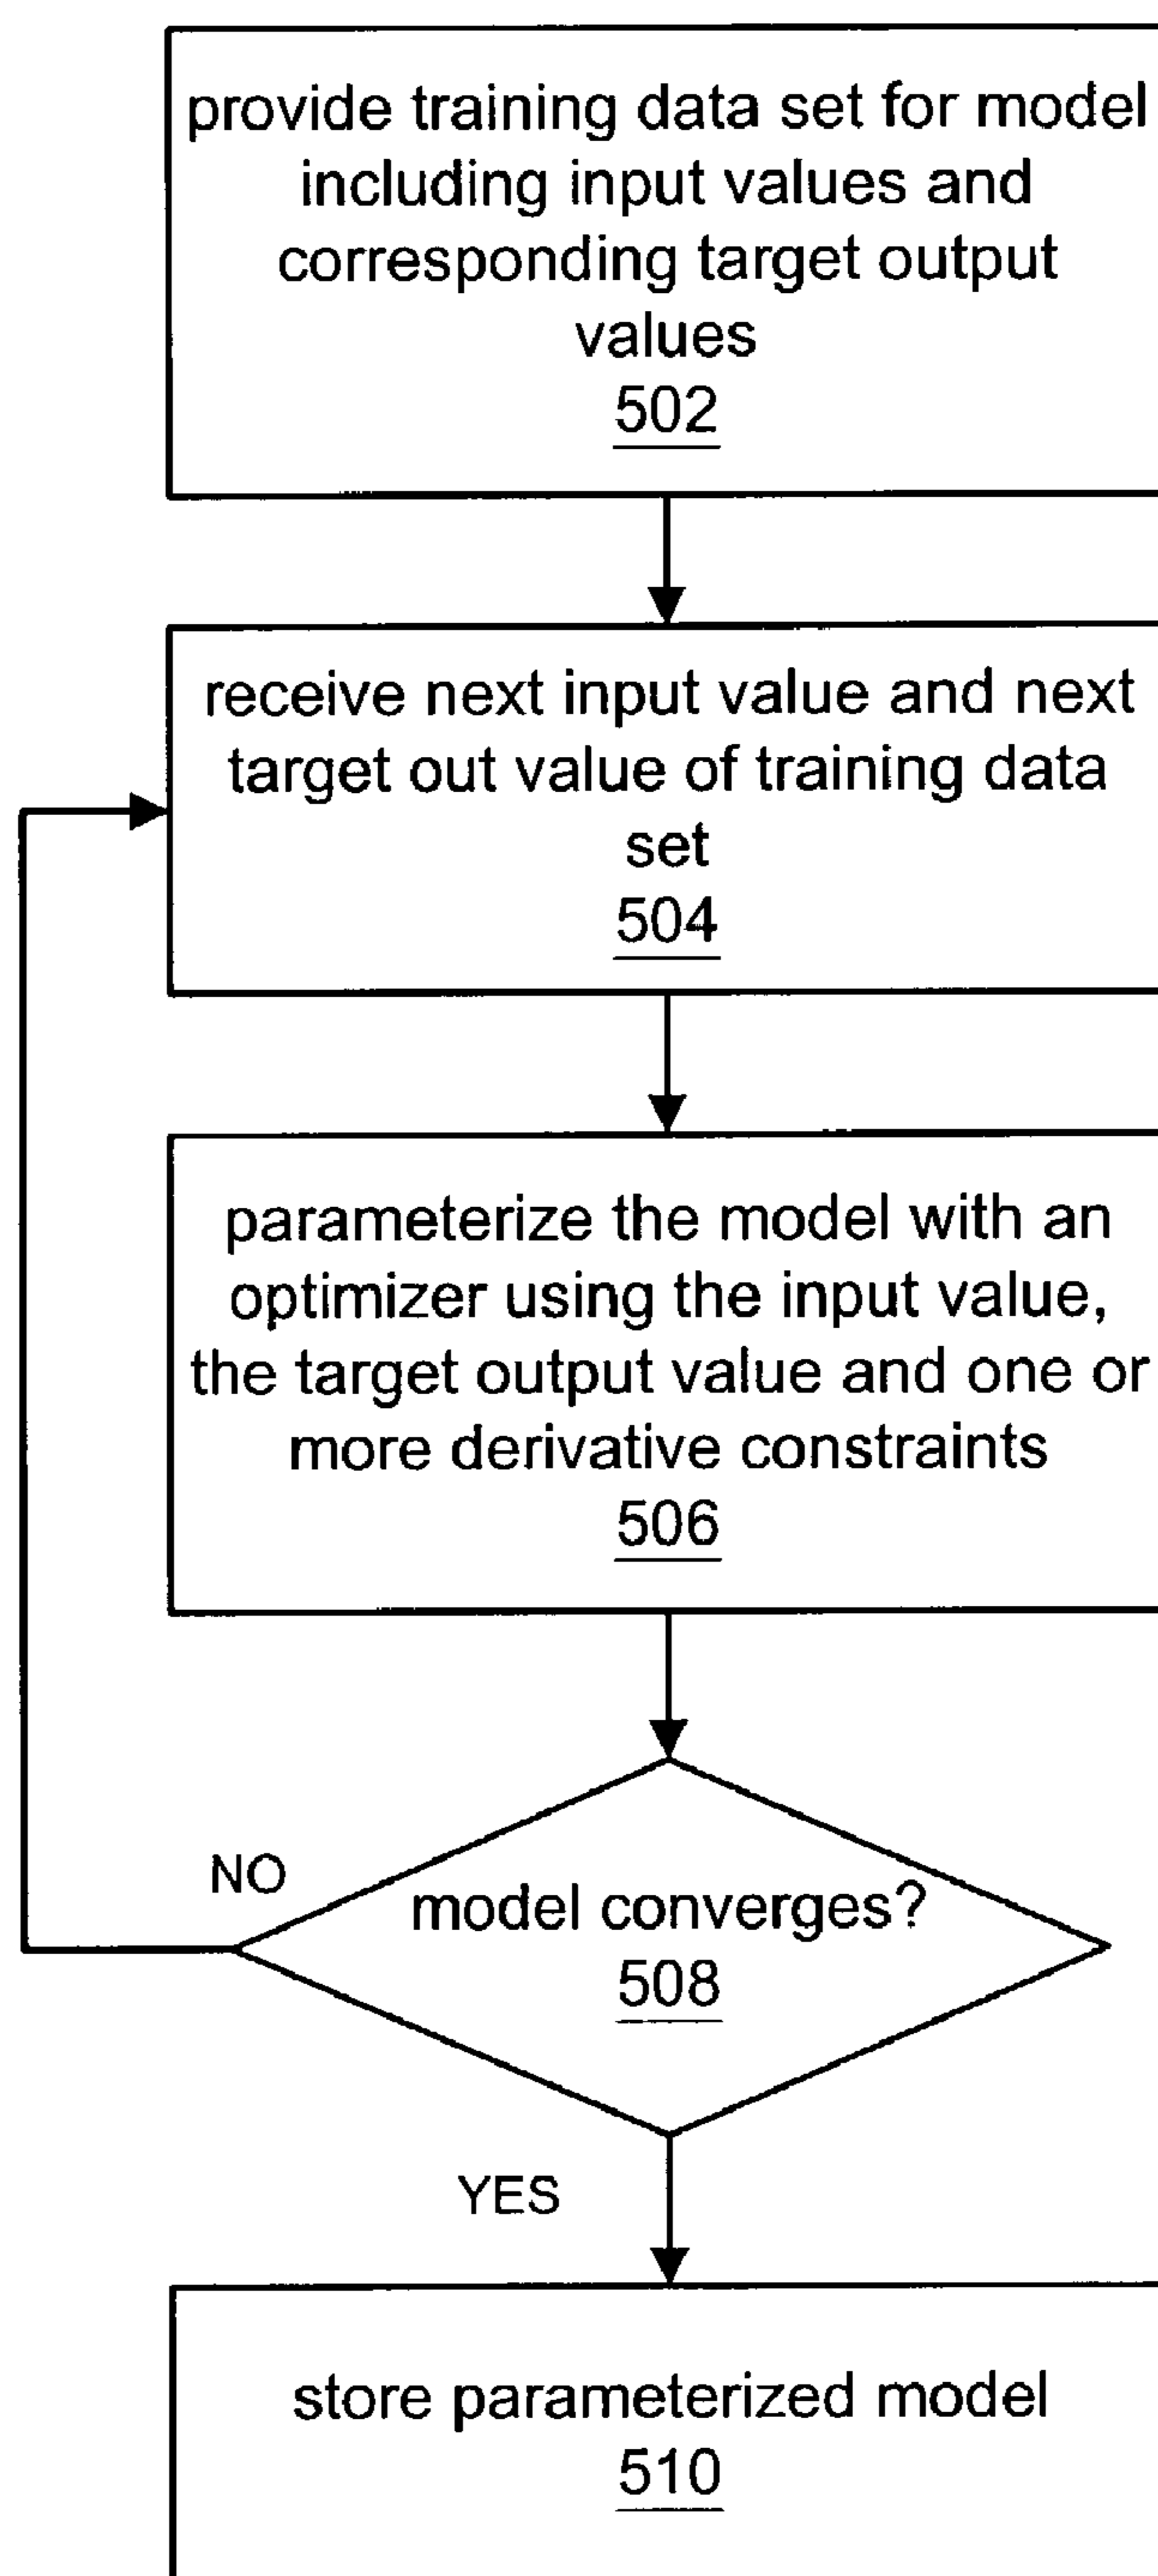 provide training data set for model
including input values and
corresponding target output
values
502
receive next input value and next
target out value of training data
set
504
parameterize the model with an
optimizer using the input value,
the target output value and one or
more derivative constraints
506
NO
model converges?
508
YES
store parameterized model
510